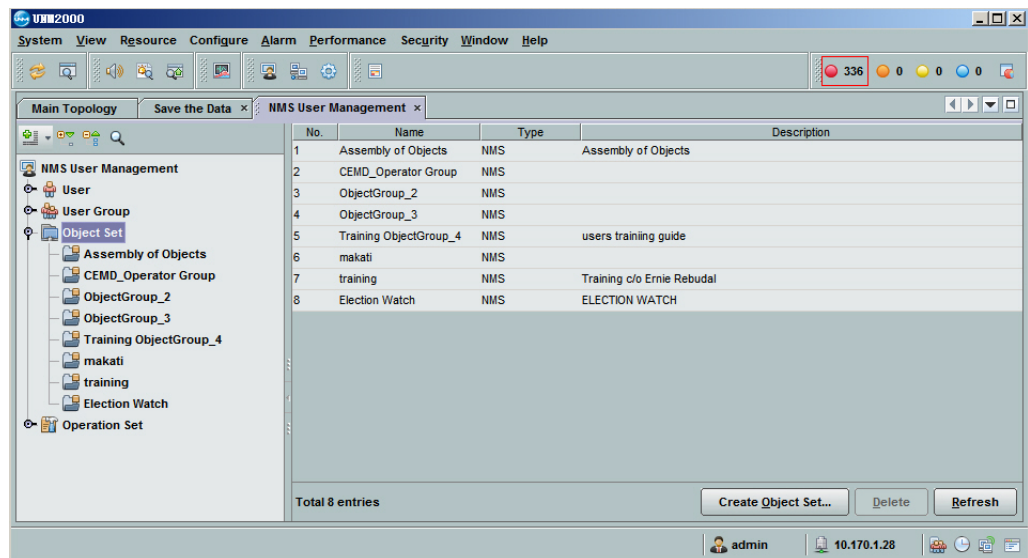 UNM2000
System View Resource Configure Alarm Performance Security Window Help
336 0 0 0
Main Topology Save the Data × NMS User Management ×
No. Name Type Description
1 Assembly of Objects NMS Assembly of Objects
2 CEMD_Operator Group NMS
3 ObjectGroup_2 NMS
4 ObjectGroup_3 NMS
5 Training ObjectGroup_4 NMS users trainiing guide
6 makati NMS
7 training NMS Training c/o Ernie Rebudal
8 Election Watch NMS ELECTION WATCH
NMS User Management
User
User Group
Object Set
Assembly of Objects
CEMD_Operator Group
ObjectGroup_2
ObjectGroup_3
Training ObjectGroup_4
makati
training
Election Watch
Operation Set
Total 8 entries Create Object Set... Delete Refresh
admin 10.170.1.28